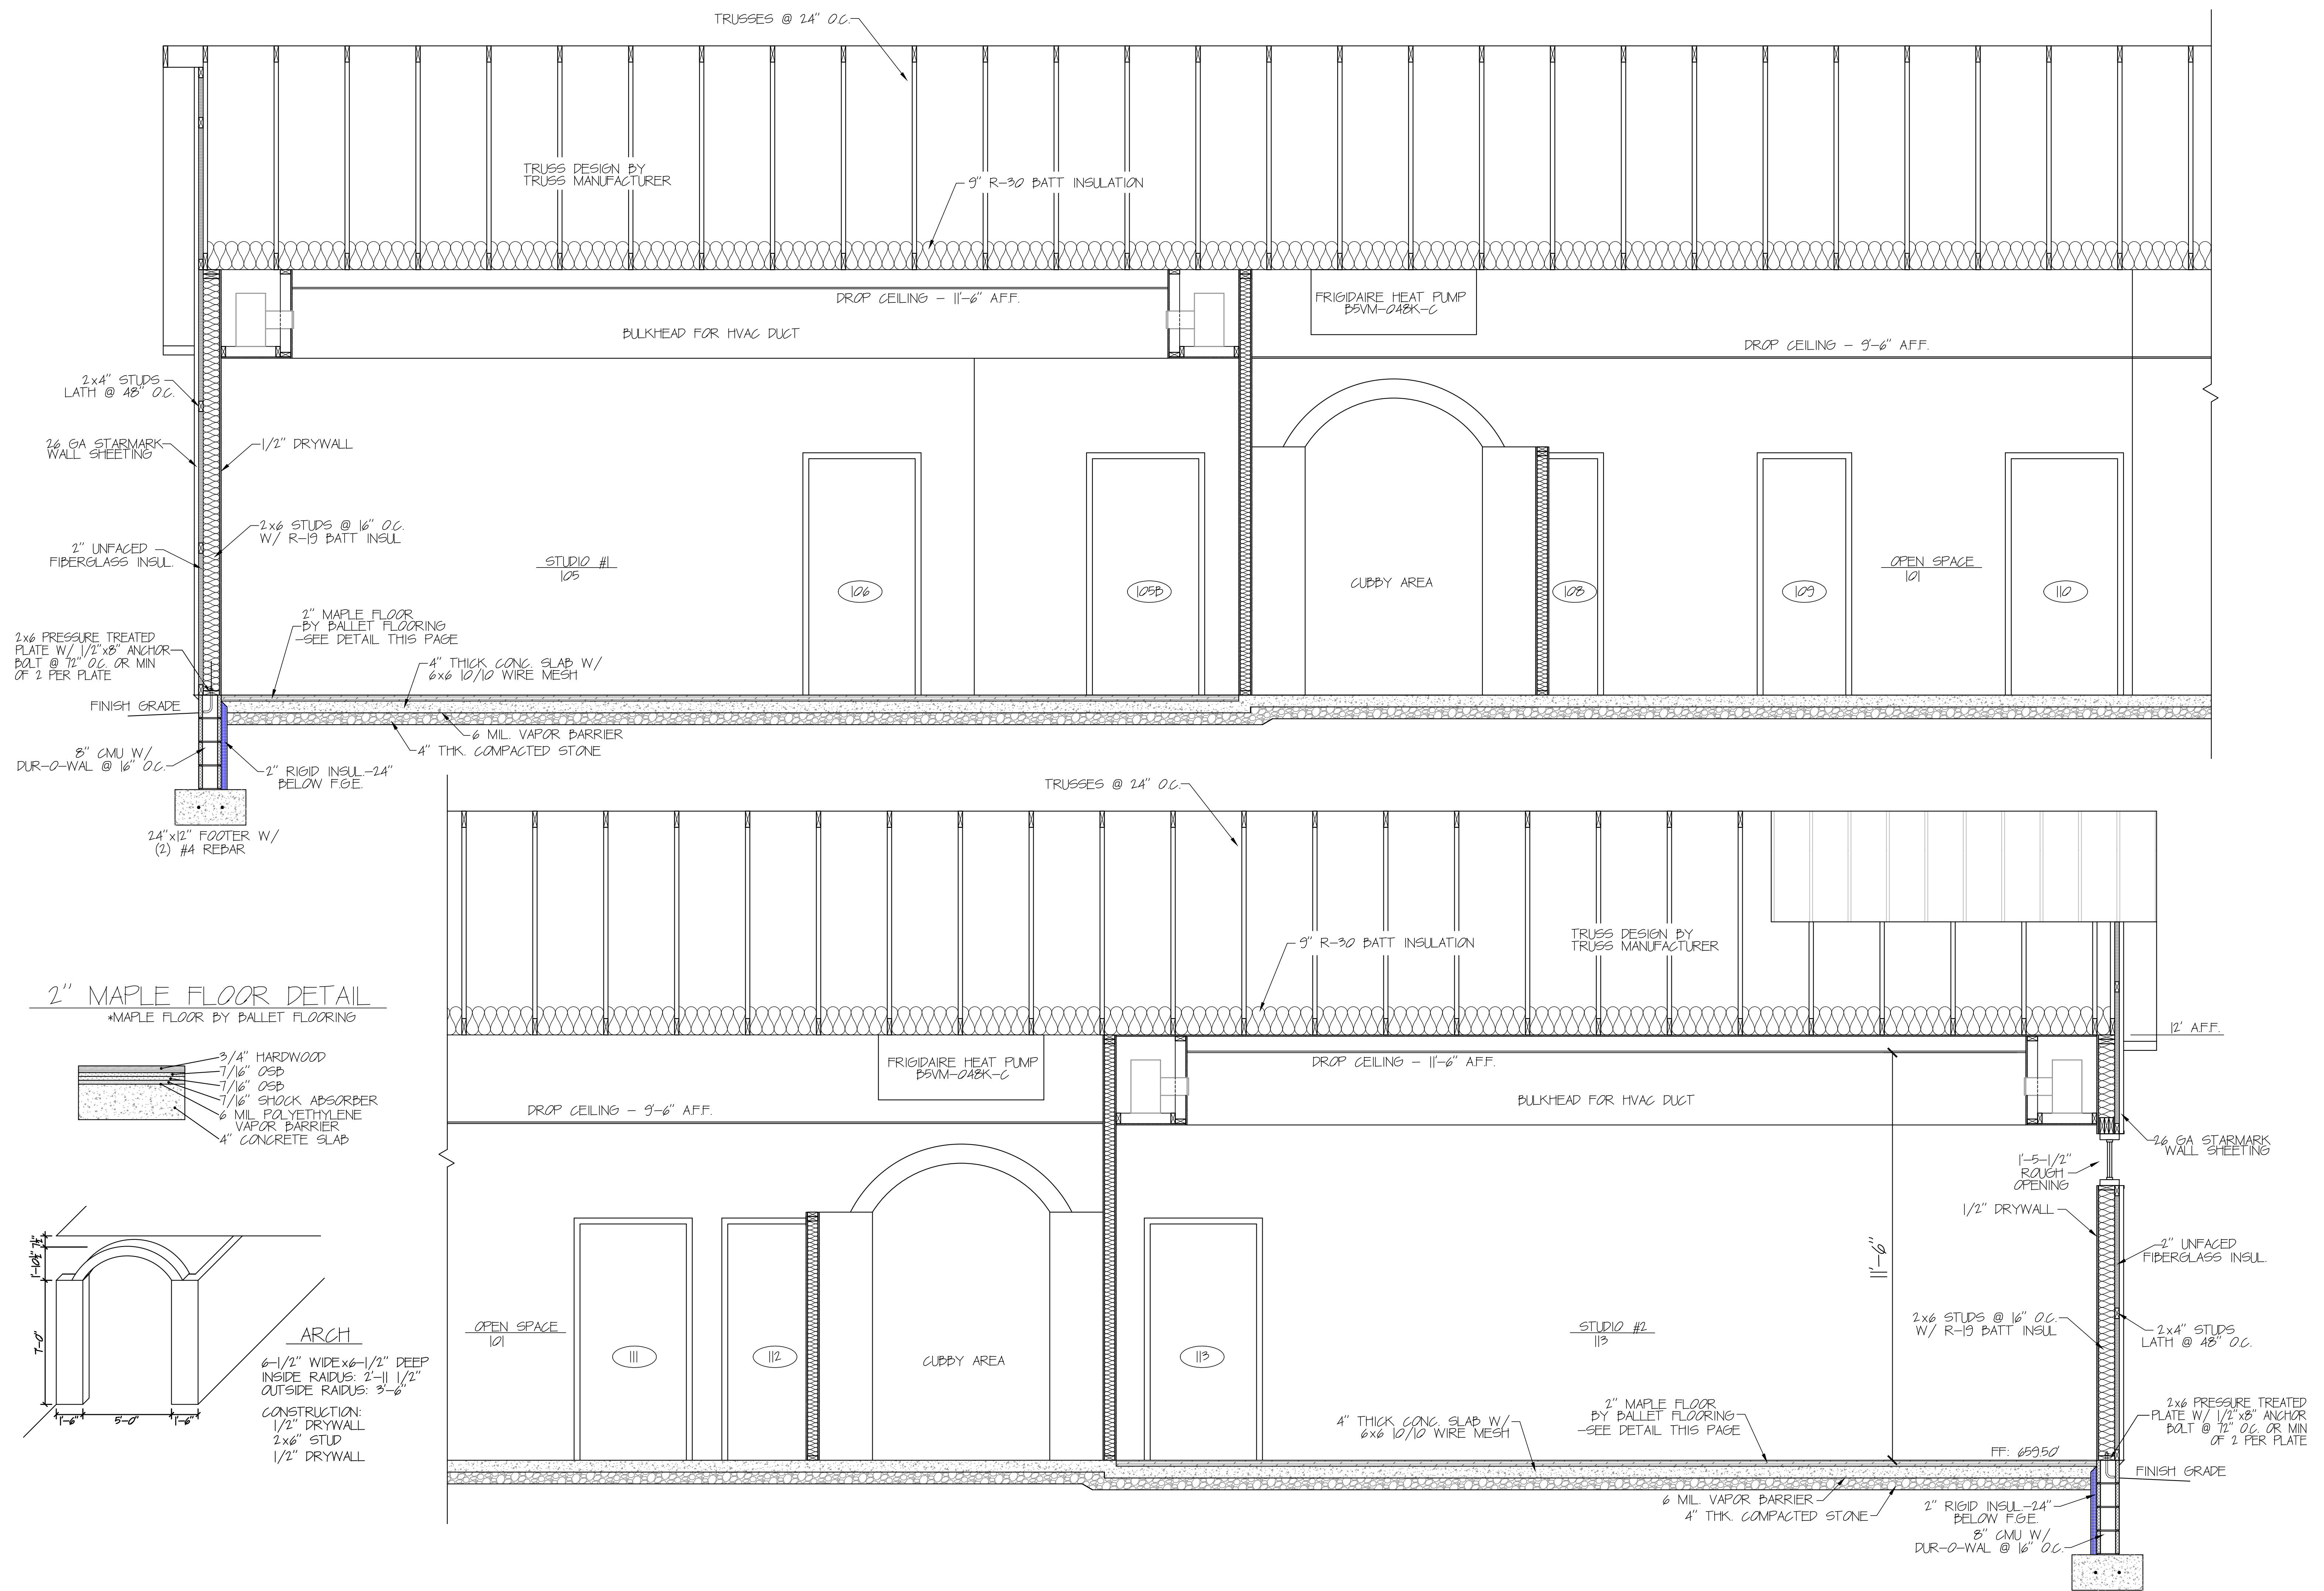 TRUSSES @ 24" O.C.
TRUSS DESIGN BY
TRUSS MANUFACTURER
9" R-30 BATT INSULATION
DROP CEILING - 11'-6" A.F.F.
BULKHEAD FOR HVAC DUCT
FRIGIDAIRE HEAT PUMP
B5VM-048K-C
DROP CEILING - 9'-6" A.F.F.
2x4" STUDS
LATH @ 48" O.C.
26 GA STARMARK
WALL SHEETING
1/2" DRYWALL
2x6 STUDS @ 16" O.C.
W/ R-19 BATT INSUL
2" UNFACED
FIBERGLASS INSUL.
STUDIO #1
105
106
105B
CUBBY AREA
108
109
OPEN SPACE
101
110
2" MAPLE FLOOR
BY BALLET FLOORING
-SEE DETAIL THIS PAGE
2x6 PRESSURE TREATED
PLATE W/ 1/2"x8" ANCHOR
BOLT @ 72" O.C. OR MIN
OF 2 PER PLATE
4" THICK CONC. SLAB W/
6x6 10/10 WIRE MESH
FINISH GRADE
6 MIL. VAPOR BARRIER
4" THK. COMPACTED STONE
8" CMU W/
DUR-O-WAL @ 16" O.C.
2" RIGID INSUL.-24"
BELOW F.G.E.
24"x12" FOOTER W/
(2) #4 REBAR
TRUSSES @ 24" O.C.
9" R-30 BATT INSULATION
TRUSS DESIGN BY
TRUSS MANUFACTURER
12' A.F.F.
FRIGIDAIRE HEAT PUMP
B5VM-048K-C
DROP CEILING - 11'-6" A.F.F.
DROP CEILING - 9'-6" A.F.F.
BULKHEAD FOR HVAC DUCT
26 GA STARMARK
WALL SHEETING
1'-5-1/2"
ROUGH
OPENING
1/2" DRYWALL
2" UNFACED
FIBERGLASS INSUL.
11'-6"
2x6 STUDS @ 16" O.C.
W/ R-19 BATT INSUL
2x4" STUDS
LATH @ 48" O.C.
OPEN SPACE
101
111
112
CUBBY AREA
113
STUDIO #2
113
2" MAPLE FLOOR
BY BALLET FLOORING
-SEE DETAIL THIS PAGE
4" THICK CONC. SLAB W/
6x6 10/10 WIRE MESH
2x6 PRESSURE TREATED
PLATE W/ 1/2"x8" ANCHOR
BOLT @ 72" O.C. OR MIN
OF 2 PER PLATE
FF: 659.50'
FINISH GRADE
6 MIL. VAPOR BARRIER
4" THK. COMPACTED STONE
2" RIGID INSUL.-24"
BELOW F.G.E.
8" CMU W/
DUR-O-WAL @ 16" O.C.
2" MAPLE FLOOR DETAIL
*MAPLE FLOOR BY BALLET FLOORING
3/4" HARDWOOD
7/16" OSB
7/16" OSB
7/16" SHOCK ABSORBER
6 MIL POLYETHYLENE
VAPOR BARRIER
4" CONCRETE SLAB
7½"
1'-10½"
7'-0"
1'-6"
5'-0"
1'-6"
ARCH
6-1/2" WIDEx6-1/2" DEEP
INSIDE RAIDUS: 2'-11 1/2"
OUTSIDE RAIDUS: 3'-6"
CONSTRUCTION:
1/2" DRYWALL
2x6" STUD
1/2" DRYWALL